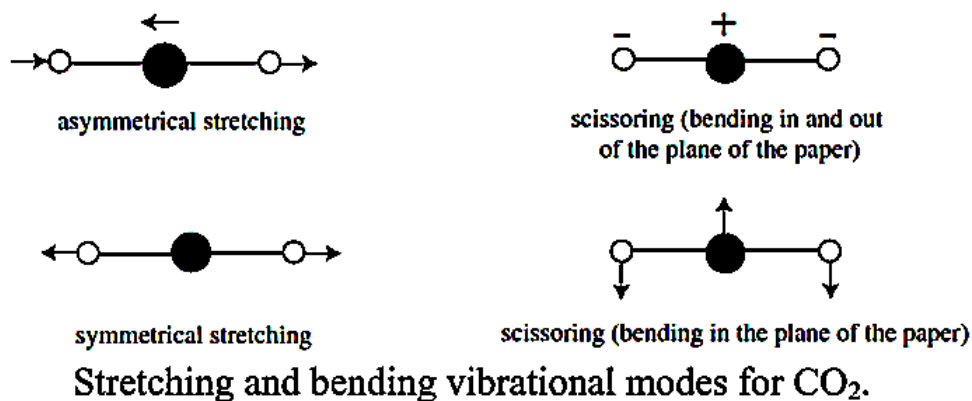 - + -
asymmetrical stretching
scissoring (bending in and out
of the plane of the paper)
symmetrical stretching
scissoring (bending in the plane of the paper)
Stretching and bending vibrational modes for CO₂.